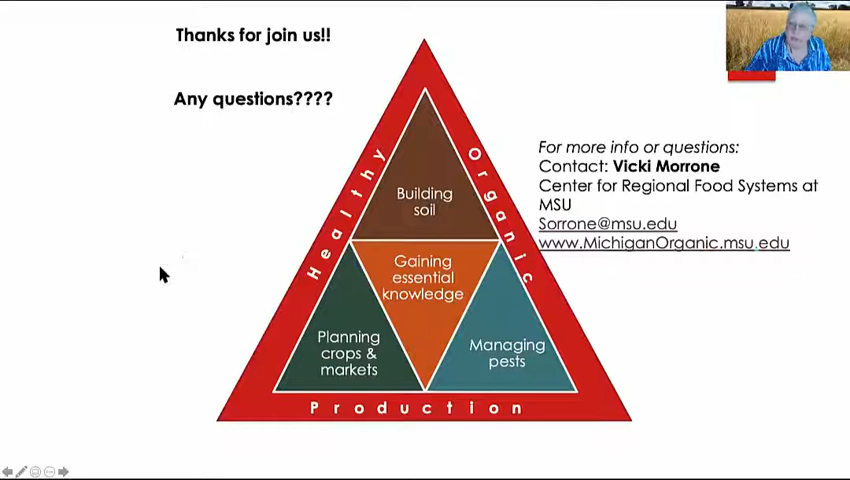 Thanks for join us!!
Any questions????
For more info or questions:
Contact: Vicki Morrone
Center for Regional Food Systems at
MSU
Sorrone@msu.edu
www.MichiganOrganic.msu.edu
Healthy
Organic
Production
Building
soil
Gaining
essential
knowledge
Planning
crops &
markets
Managing
pests